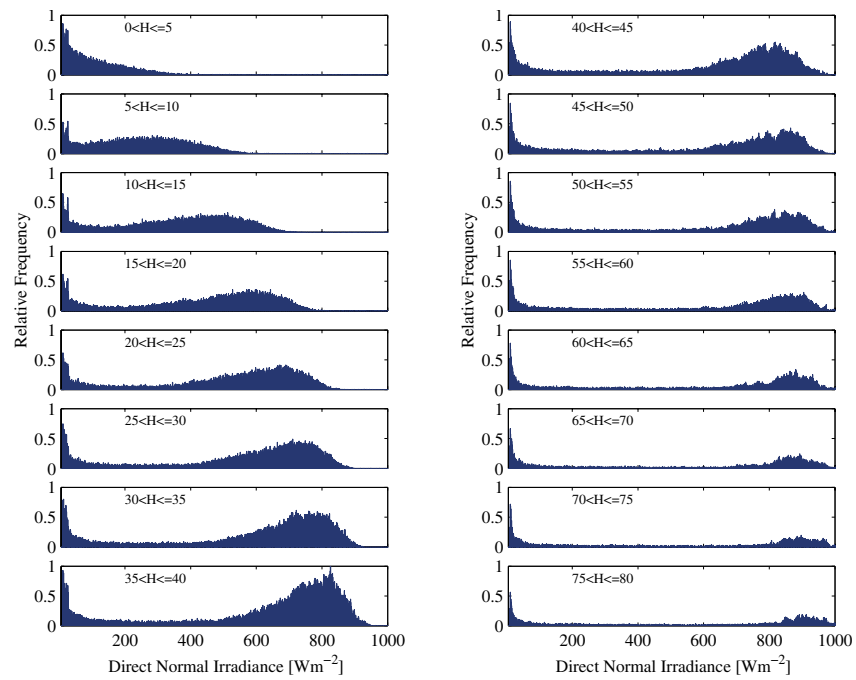 0<H<=5
1
0.5
0
5<H<=10
1
0.5
0
10<H<=15
1
0.5
0
15<H<=20
1
0.5
0
20<H<=25
1
0.5
0
25<H<=30
1
0.5
0
30<H<=35
1
0.5
0
35<H<=40
1
0.5
0
200 400 600 800 1000
Direct Normal Irradiance [Wm−2]
Relative Frequency
40<H<=45
1
0.5
0
45<H<=50
1
0.5
0
50<H<=55
1
0.5
0
55<H<=60
1
0.5
0
60<H<=65
1
0.5
0
65<H<=70
1
0.5
0
70<H<=75
1
0.5
0
75<H<=80
1
0.5
0
200 400 600 800 1000
Direct Normal Irradiance [Wm−2]
Relative Frequency